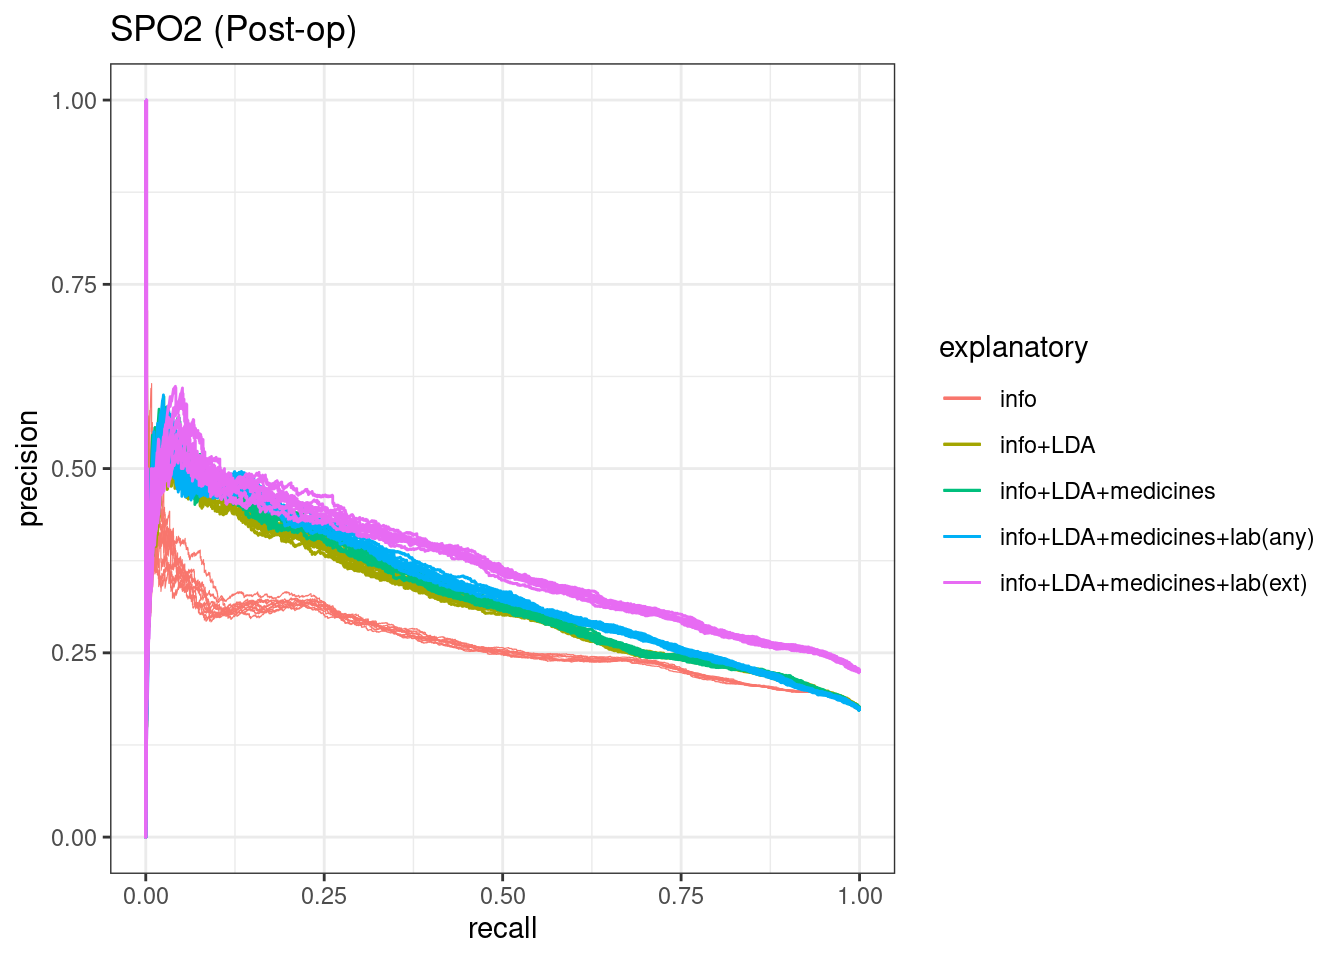 SPO2 (Post-op)
precision
1.00
0.75
0.50
0.25
0.00
0.00 0.25 0.50 0.75 1.00
recall
explanatory
info
info+LDA
info+LDA+medicines
info+LDA+medicines+lab(any)
info+LDA+medicines+lab(ext)